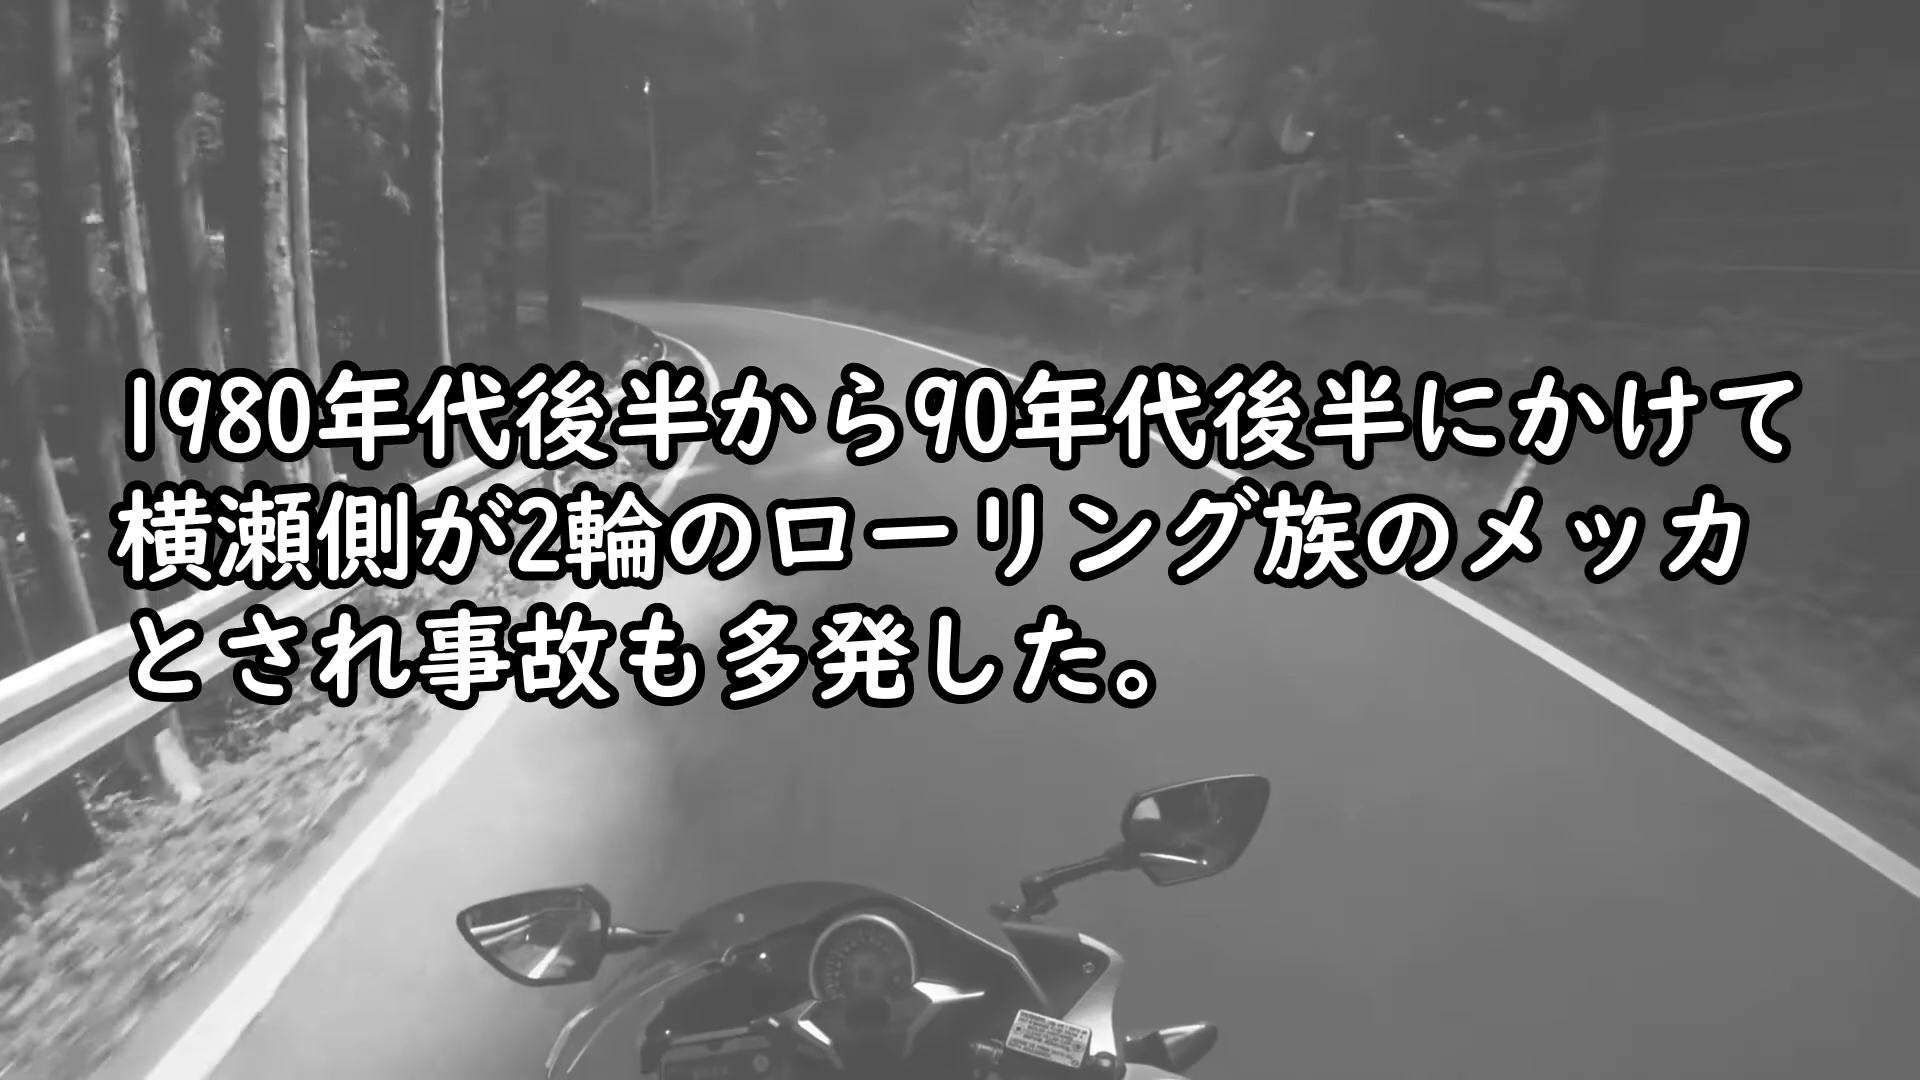 1980年代後半から90年代後半にかけて
横瀬側が2輪のローリング族のメッカ
とされ事故も多発した。